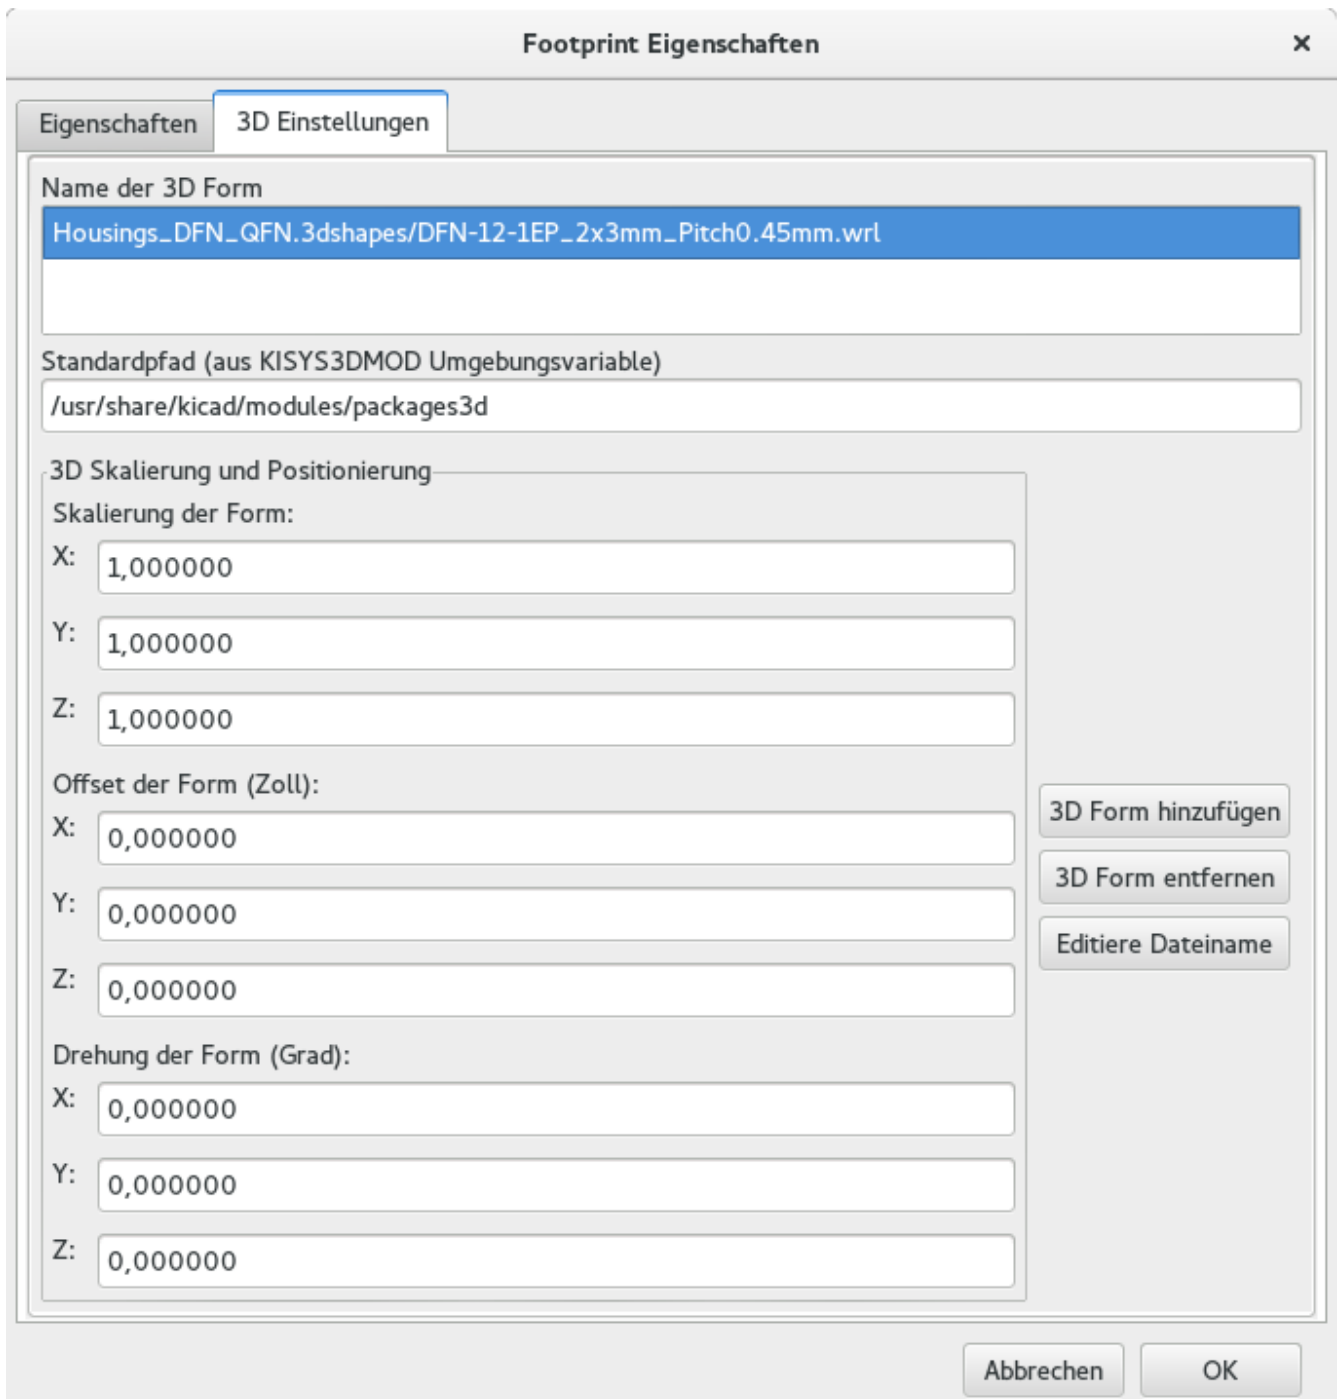 Footprint Eigenschaften ×
Eigenschaften 3D Einstellungen
Name der 3D Form
Housings_DFN_QFN.3dshapes/DFN-12-1EP_2x3mm_Pitch0.45mm.wrl
Standardpfad (aus KISYS3DMOD Umgebungsvariable)
/usr/share/kicad/modules/packages3d
3D Skalierung und Positionierung
Skalierung der Form:
X: 1,000000
Y: 1,000000
Z: 1,000000
Offset der Form (Zoll):
X: 0,000000
Y: 0,000000
Z: 0,000000
3D Form hinzufügen
3D Form entfernen
Editiere Dateiname
Drehung der Form (Grad):
X: 0,000000
Y: 0,000000
Z: 0,000000
Abbrechen OK